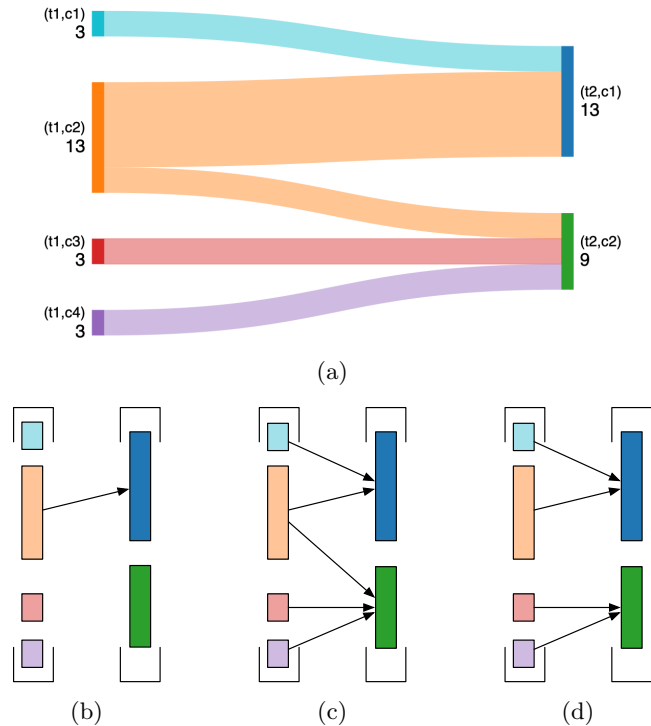 (t1,c1)
3
(t1,c2)
13
(t1,c3)
3
(t1,c4)
3
(t2,c1)
13
(t2,c2)
9
(a)
(b) (c) (d)